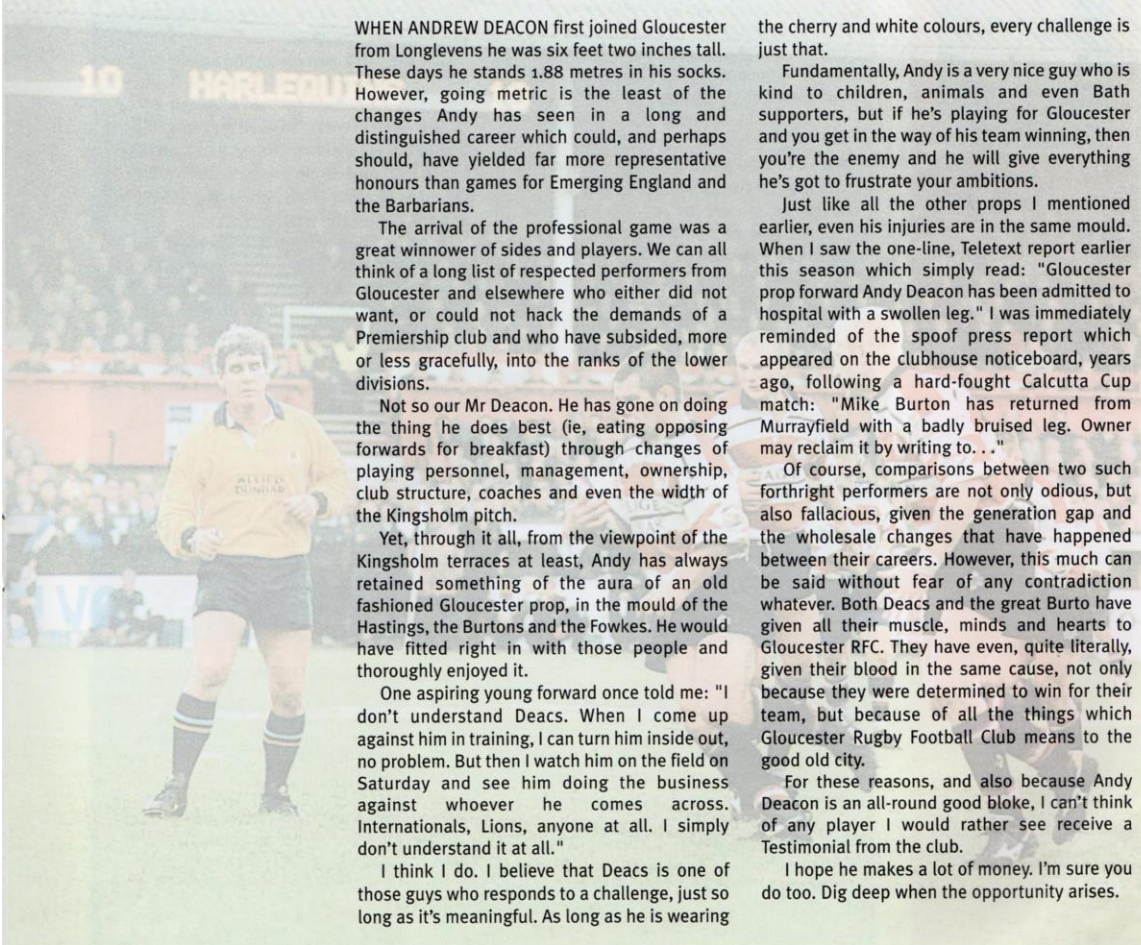 10 HARLEQU
ALLIED
DUNBAR
WHEN ANDREW DEACON first joined Gloucester
from Longlevens he was six feet two inches tall.
These days he stands 1.88 metres in his socks.
However, going metric is the least of the
changes Andy has seen in a long and
distinguished career which could, and perhaps
should, have yielded far more representative
honours than games for Emerging England and
the Barbarians.
The arrival of the professional game was a
great winnower of sides and players. We can all
think of a long list of respected performers from
Gloucester and elsewhere who either did not
want, or could not hack the demands of a
Premiership club and who have subsided, more
or less gracefully, into the ranks of the lower
divisions.
Not so our Mr Deacon. He has gone on doing
the thing he does best (ie, eating opposing
forwards for breakfast) through changes of
playing personnel, management, ownership,
club structure, coaches and even the width of
the Kingsholm pitch.
Yet, through it all, from the viewpoint of the
Kingsholm terraces at least, Andy has always
retained something of the aura of an old
fashioned Gloucester prop, in the mould of the
Hastings, the Burtons and the Fowkes. He would
have fitted right in with those people and
thoroughly enjoyed it.
One aspiring young forward once told me: "I
don't understand Deacs. When I come up
against him in training, I can turn him inside out,
no problem. But then I watch him on the field on
Saturday and see him doing the business
against whoever he comes across.
Internationals, Lions, anyone at all. I simply
don't understand it at all."
I think I do. I believe that Deacs is one of
those guys who responds to a challenge, just so
long as it's meaningful. As long as he is wearing
the cherry and white colours, every challenge is
just that.
Fundamentally, Andy is a very nice guy who is
kind to children, animals and even Bath
supporters, but if he's playing for Gloucester
and you get in the way of his team winning, then
you're the enemy and he will give everything
he's got to frustrate your ambitions.
Just like all the other props I mentioned
earlier, even his injuries are in the same mould.
When I saw the one-line, Teletext report earlier
this season which simply read: "Gloucester
prop forward Andy Deacon has been admitted to
hospital with a swollen leg." I was immediately
reminded of the spoof press report which
appeared on the clubhouse noticeboard, years
ago, following a hard-fought Calcutta Cup
match: "Mike Burton has returned from
Murrayfield with a badly bruised leg. Owner
may reclaim it by writing to. . ."
Of course, comparisons between two such
forthright performers are not only odious, but
also fallacious, given the generation gap and
the wholesale changes that have happened
between their careers. However, this much can
be said without fear of any contradiction
whatever. Both Deacs and the great Burto have
given all their muscle, minds and hearts to
Gloucester RFC. They have even, quite literally,
given their blood in the same cause, not only
because they were determined to win for their
team, but because of all the things which
Gloucester Rugby Football Club means to the
good old city.
For these reasons, and also because Andy
Deacon is an all-round good bloke, I can't think
of any player I would rather see receive a
Testimonial from the club.
I hope he makes a lot of money. I'm sure you
do too. Dig deep when the opportunity arises.